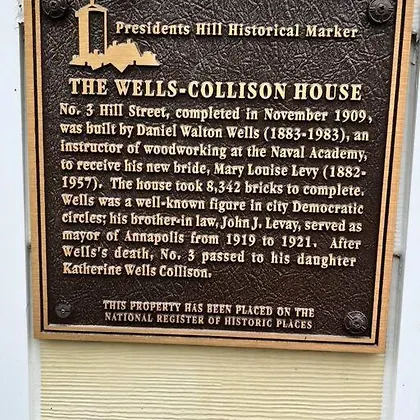 Presidents Hill Historical Marker
THE WELLS-COLLISON HOUSE
No. 3 Hill Street, completed in November 1909,
was built by Daniel Walton Wells (1883-1983), an
instructor of woodworking at the Naval Academy,
to receive his new bride, Mary Louise Levy (1882-
1957). The house took 8,342 bricks to complete.
Wells was a well-known figure in city Democratic
circles; his brother-in law, John J. Levay, served as
mayor of Annapolis from 1919 to 1921. After
Wells's death, No. 3 passed to his daughter
Katherine Wells Collison.
THIS PROPERTY HAS BEEN PLACED ON THE
NATIONAL REGISTER OF HISTORIC PLACES